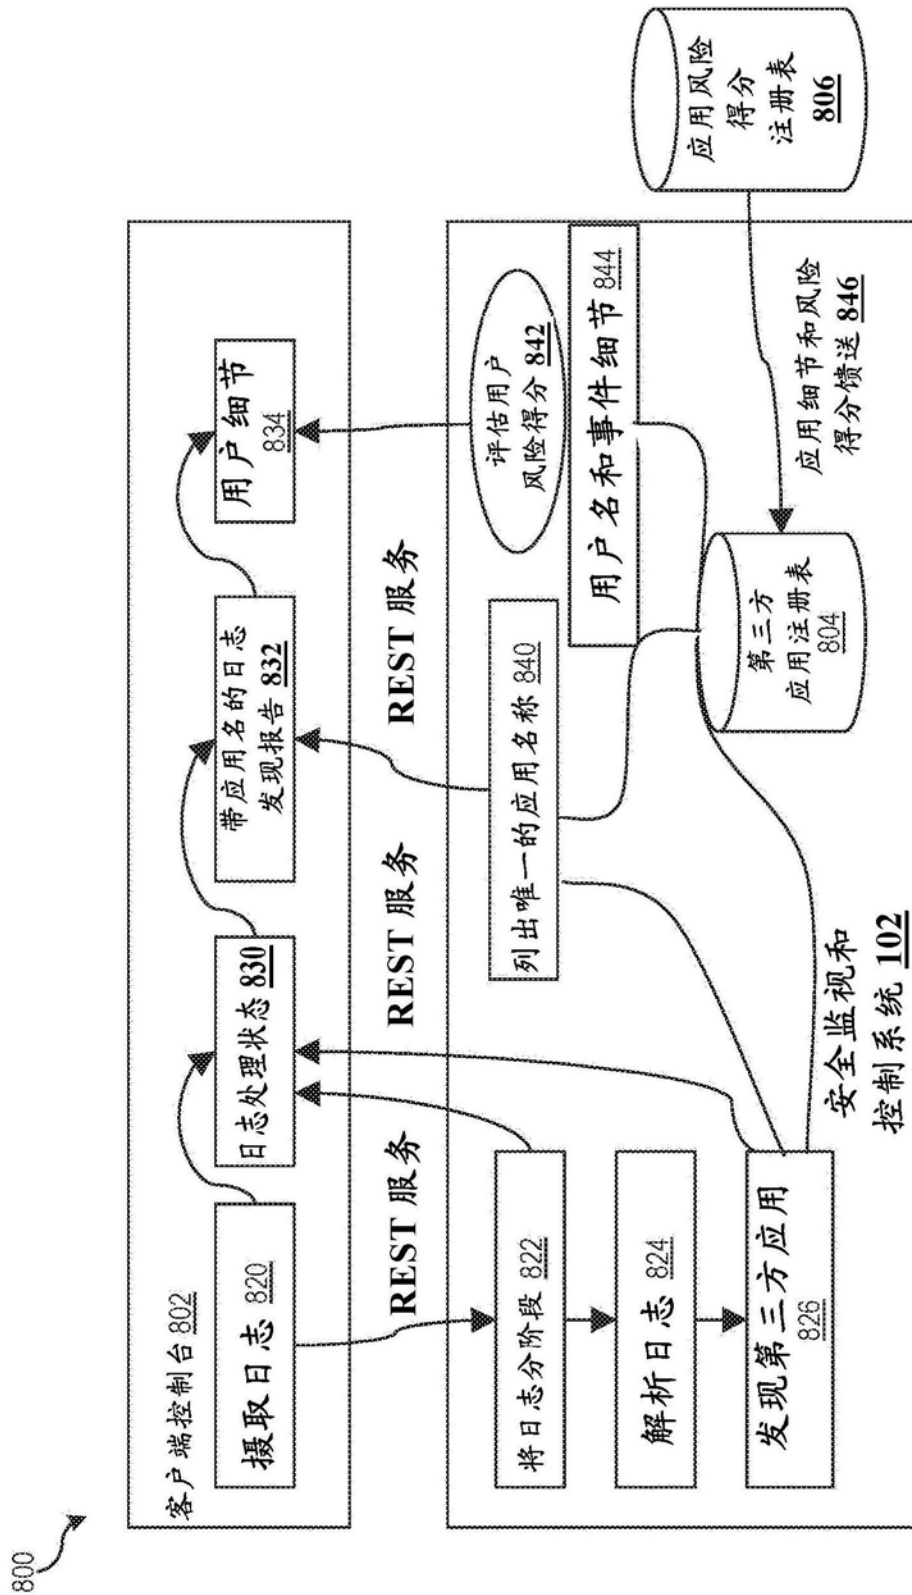 800
客户端控制台 802
摄取日志 820
日志处理状态 830
带应用名的日志
发现报告 832
用户细节
834
REST 服务
REST 服务
REST 服务
将日志分阶段 822
解析日志 824
发现第三方应用
826
列出唯一的应用名称 840
评估用户
风险得分 842
用户名和事件细节 844
第三方
应用注册表
804
应用风险
得分
注册表
806
应用细节和风险
得分馈送 846
安全监视和
控制系统 102